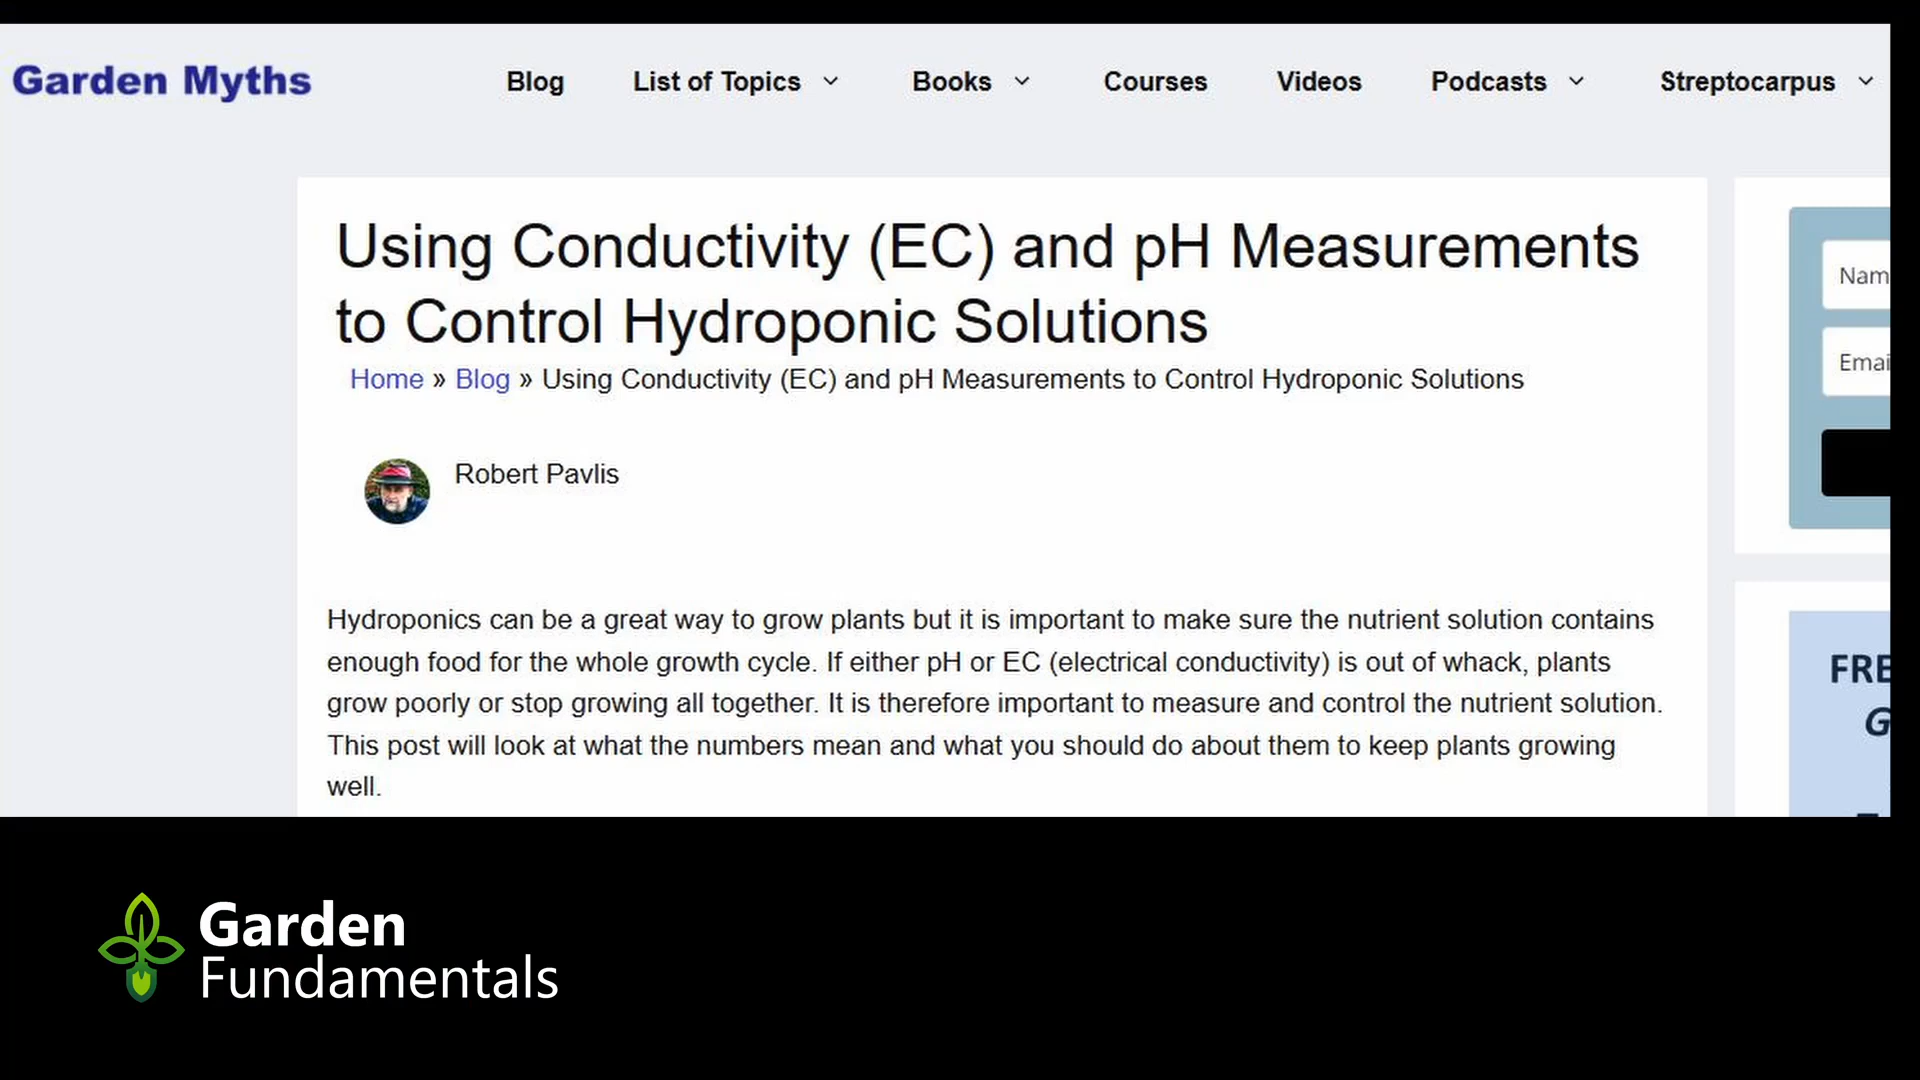 Garden Myths
Blog
List of Topics
Books
Courses
Videos
Podcasts
Streptocarpus
Using Conductivity (EC) and pH Measurements
to Control Hydroponic Solutions
Home » Blog » Using Conductivity (EC) and pH Measurements to Control Hydroponic Solutions
Robert Pavlis
Hydroponics can be a great way to grow plants but it is important to make sure the nutrient solution contains
enough food for the whole growth cycle. If either pH or EC (electrical conductivity) is out of whack, plants
grow poorly or stop growing all together. It is therefore important to measure and control the nutrient solution.
This post will look at what the numbers mean and what you should do about them to keep plants growing
well.
Nam
Emai
FRE
G
Garden
Fundamentals